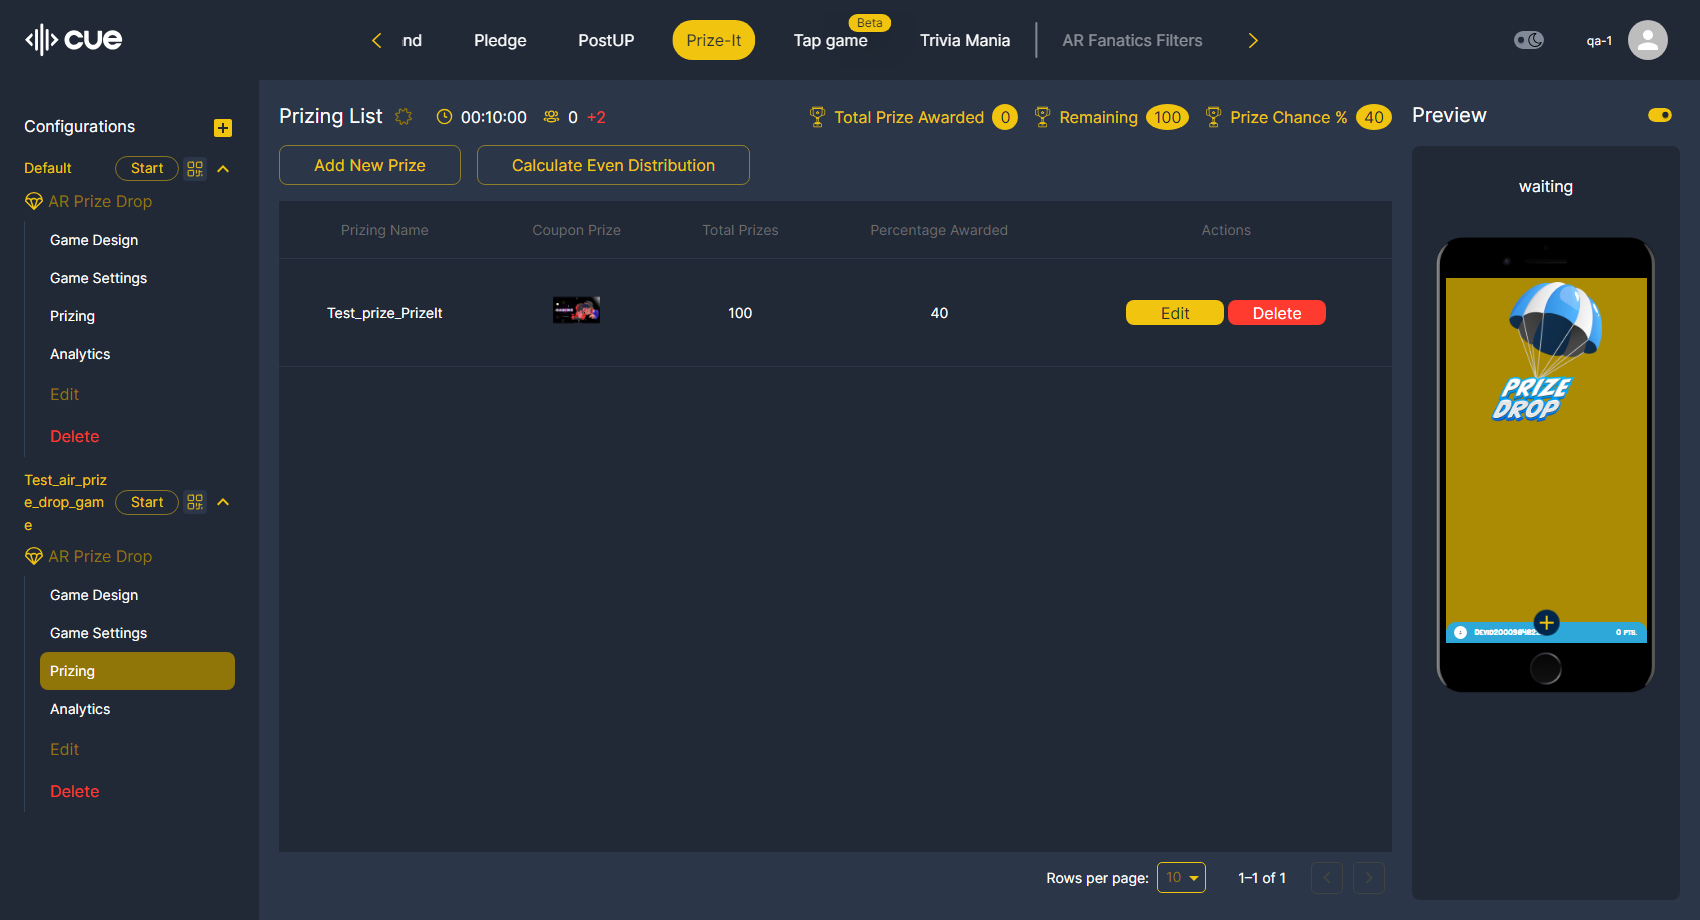 cue
nd
Pledge
PostUP
Prize-It
Beta
Tap game
Trivia Mania
AR Fanatics Filters
qa-1
Configurations
Default
Start
AR Prize Drop
Game Design
Game Settings
Prizing
Analytics
Edit
Delete
Test_air_priz
e_drop_gam
e
Start
AR Prize Drop
Game Design
Game Settings
Prizing
Analytics
Edit
Delete
Prizing List
00:10:00
0 +2
Total Prize Awarded 0
Remaining 100
Prize Chance % 40
Add New Prize
Calculate Even Distribution
Prizing Name
Coupon Prize
Total Prizes
Percentage Awarded
Actions
Test_prize_PrizeIt
100
40
Edit
Delete
Rows per page: 10
1–1 of 1
Preview
waiting
PRIZE
DROP
0 PTS.